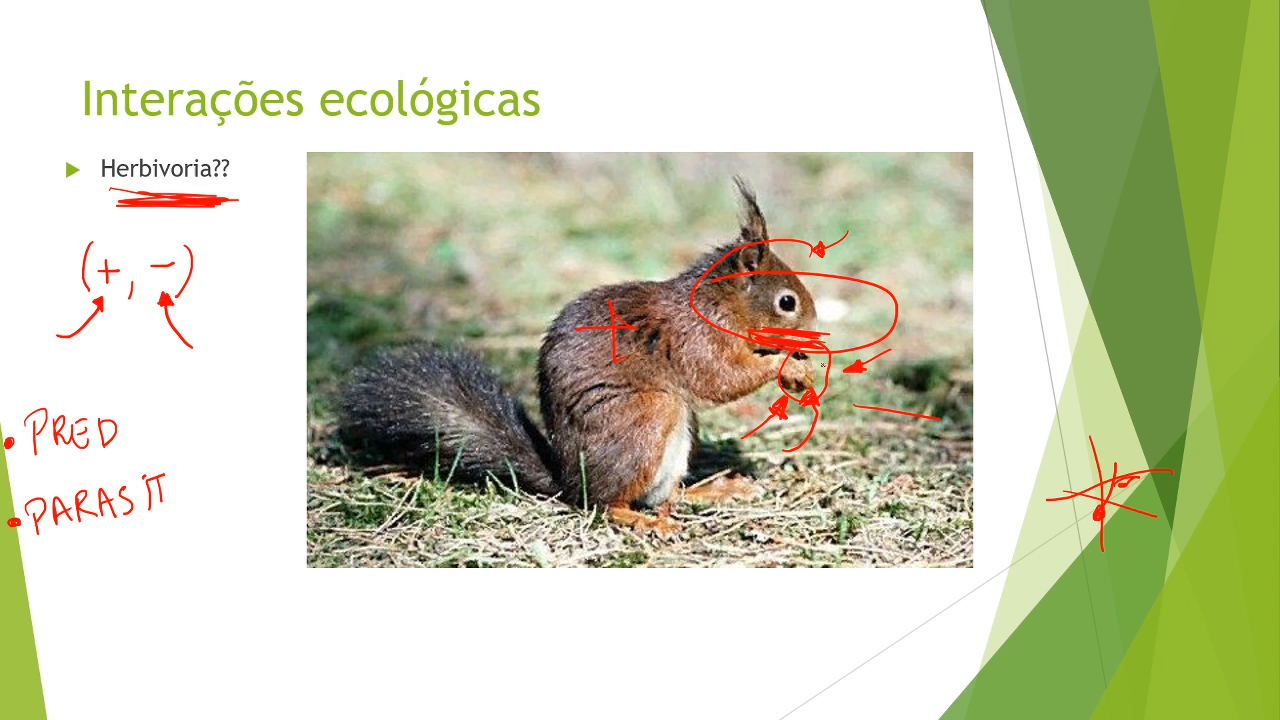 Interações ecológicas
Herbivoria??
(+, -)
+
-
• PRED
• PARASIT